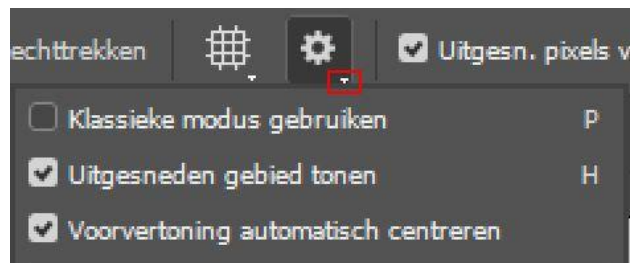 echttrekken Uitgesn. pixels v
Klassieke modus gebruiken P
Uitgesneden gebied tonen H
Voorvertoning automatisch centreren